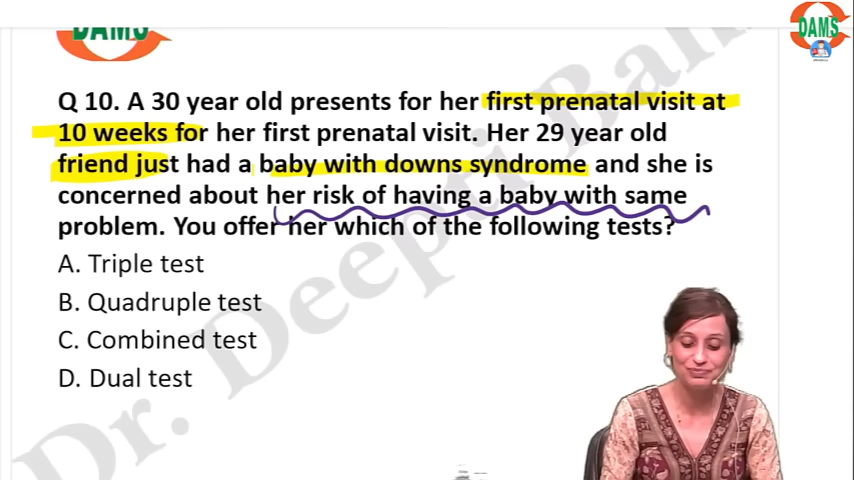 DAMS
DAMS
Q 10. A 30 year old presents for her first prenatal visit at
10 weeks for her first prenatal visit. Her 29 year old
friend just had a baby with downs syndrome and she is
concerned about her risk of having a baby with same
problem. You offer her which of the following tests?
A. Triple test
B. Quadruple test
C. Combined test
D. Dual test
Dr. Deepti Bah